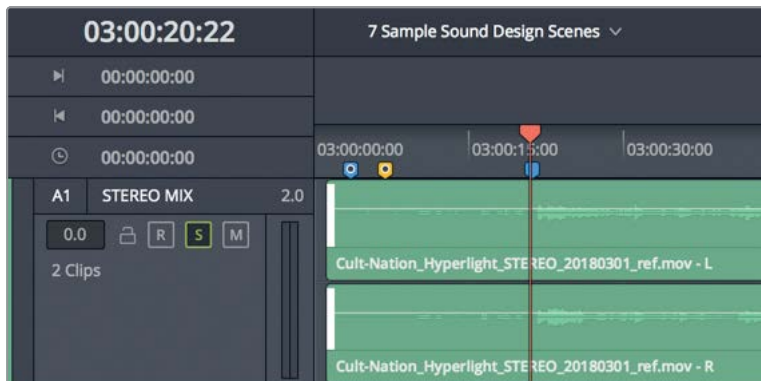 03:00:20:22
7 Sample Sound Design Scenes
00:00:00:00
00:00:00:00
00:00:00:00
03:00:00:00 03:00:15:00 03:00:30:00
A1 STEREO MIX 2.0
0.0 R S M
2 Clips
Cult-Nation_Hyperlight_STEREO_20180301_ref.mov - L
Cult-Nation_Hyperlight_STEREO_20180301_ref.mov - R